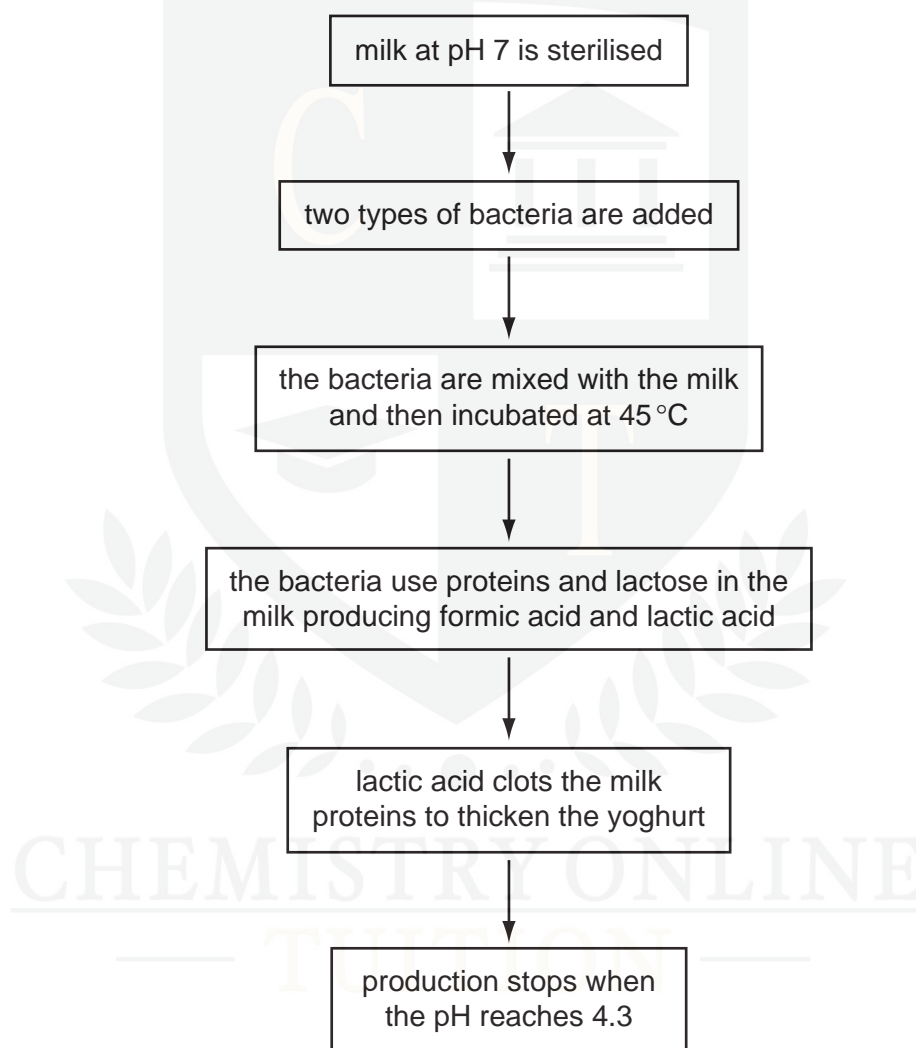 milk at pH 7 is sterilised
two types of bacteria are added
the bacteria are mixed with the milk
and then incubated at 45 °C
the bacteria use proteins and lactose in the
milk producing formic acid and lactic acid
lactic acid clots the milk
proteins to thicken the yoghurt
production stops when
the pH reaches 4.3
C
T
CHEMISTRY ONLINE
TUITION